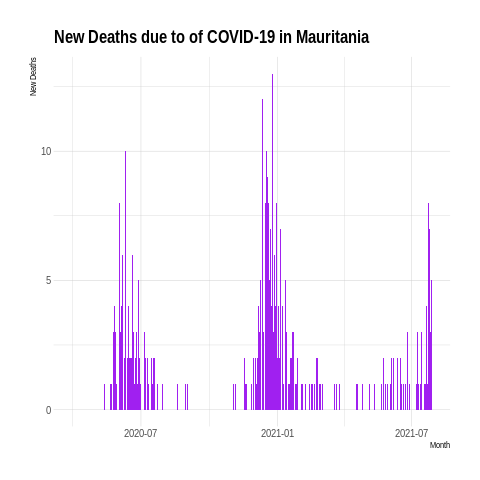 New Deaths due to of COVID-19 in Mauritania
New Deaths
10
5
0
2020-07
2021-01
2021-07
Month